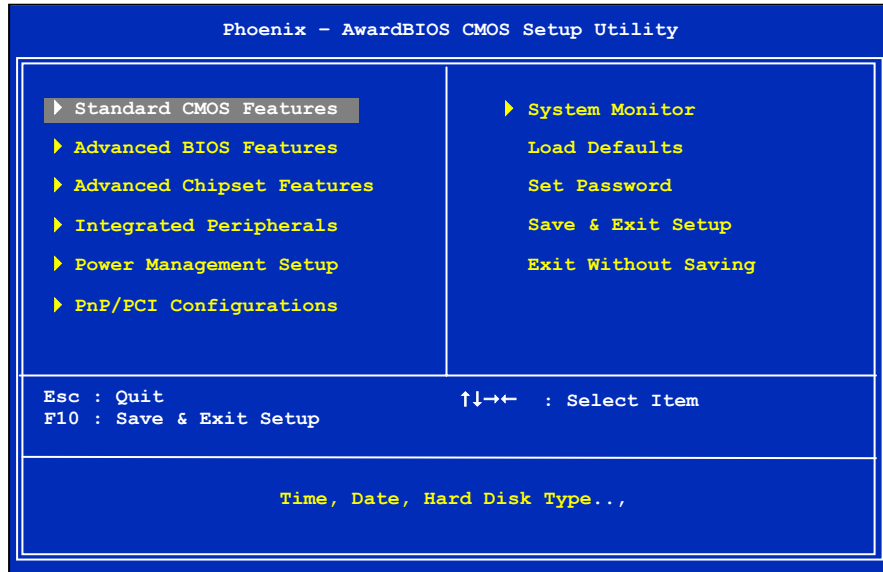 Phoenix – AwardBIOS CMOS Setup Utility
Standard CMOS Features
Advanced BIOS Features
Advanced Chipset Features
Integrated Peripherals
Power Management Setup
PnP/PCI Configurations
System Monitor
Load Defaults
Set Password
Save & Exit Setup
Exit Without Saving
Esc : Quit
F10 : Save & Exit Setup
↑↓→← : Select Item
Time, Date, Hard Disk Type..,